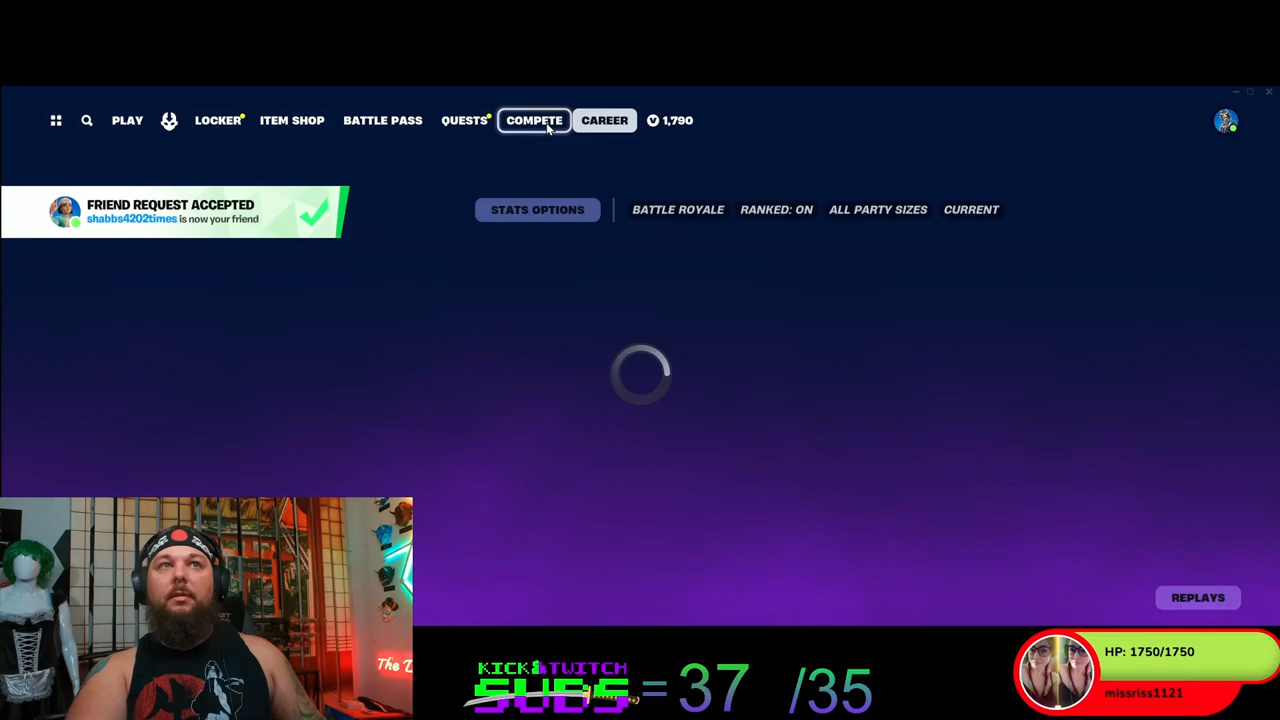 PLAY LOCKER ITEM SHOP BATTLE PASS QUESTS COMPETE CAREER 1,790
FRIEND REQUEST ACCEPTED
shabbs4202times is now your friend
STATS OPTIONS BATTLE ROYALE RANKED: ON ALL PARTY SIZES CURRENT
REPLAYS
KICK & TWITCH
SUBS = 37 /35
HP: 1750/1750
missriss1121
The D